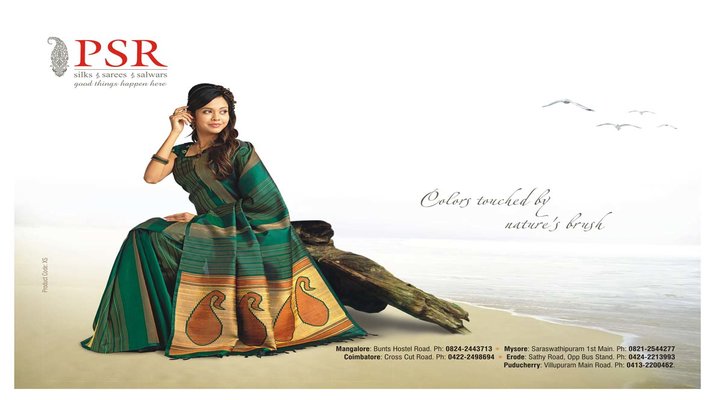 PSR
silks & sarees & salwars
good things happen here
Colors touched by
nature's brush
Product Code: XS
Mangalore: Bunts Hostel Road. Ph: 0824-2443713 • Mysore: Saraswathipuram 1st Main. Ph: 0821-2544277
Coimbatore: Cross Cut Road. Ph: 0422-2498694 • Erode: Sathy Road, Opp Bus Stand. Ph: 0424-2213993
Puducherry: Villupuram Main Road. Ph: 0413-2200462.